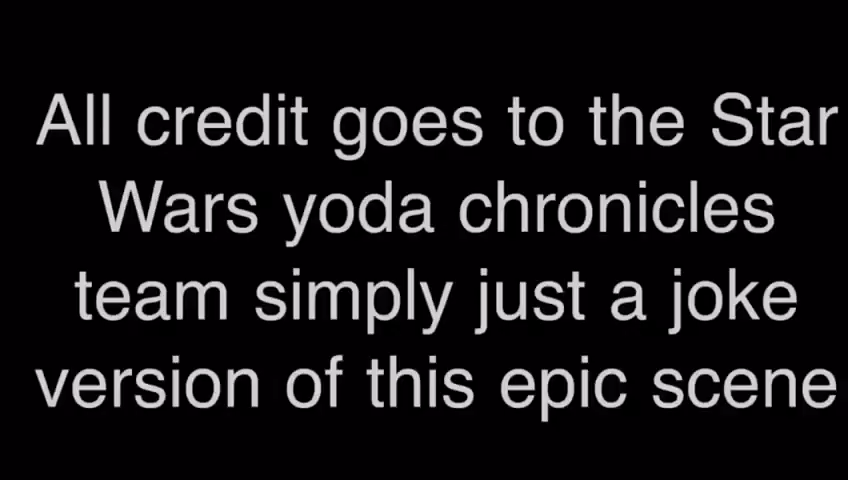 All credit goes to the Star
Wars yoda chronicles
team simply just a joke
version of this epic scene